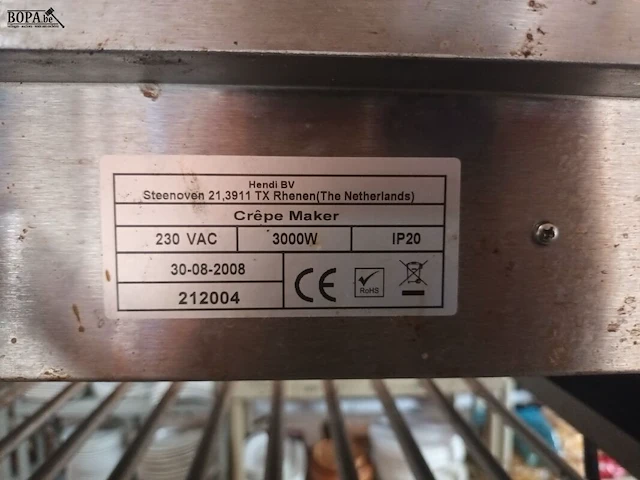 BOPA.be
Hendi BV
Steenoven 21,3911 TX Rhenen(The Netherlands)
Crêpe Maker
230 VAC 3000W IP20
30-08-2008
212004
CE
RoHS